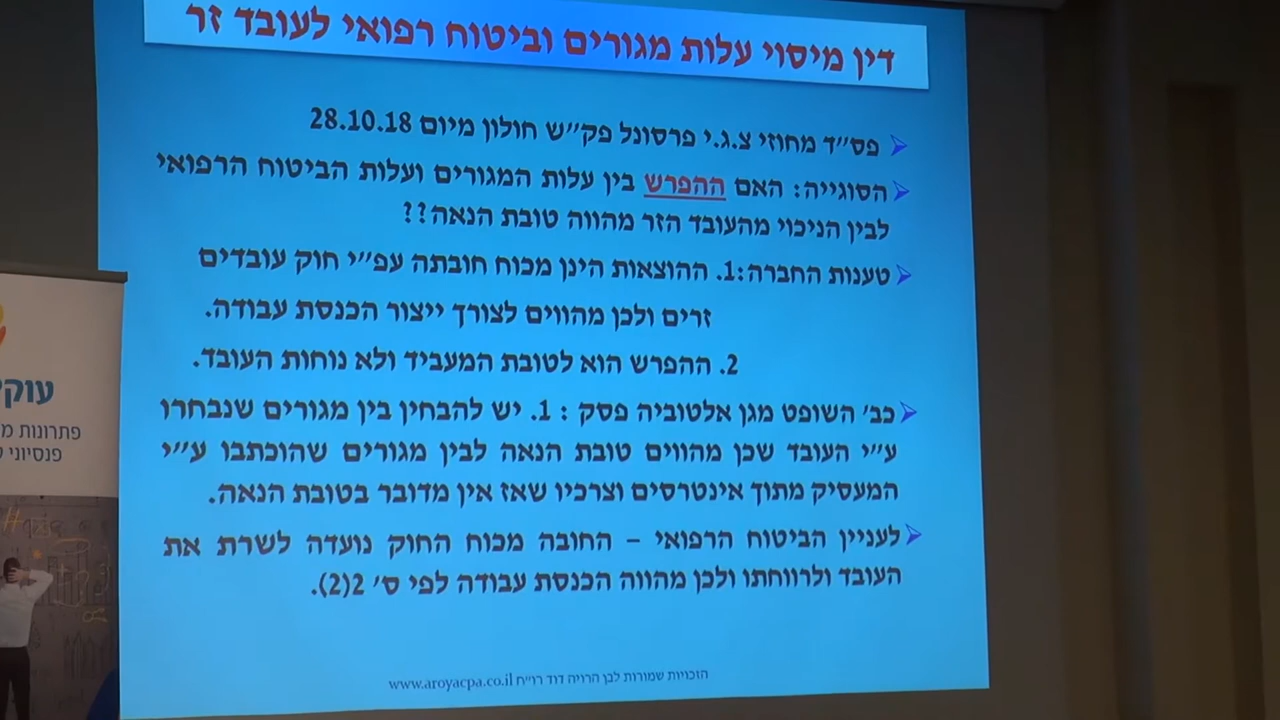 דין מיסוי עלות מגורים וביטוח רפואי לעובד זר
פס״ד מחוזי צ.ג.י פרסונל פק״ש חולון מיום 28.10.18
הסוגייה: האם ההפרש בין עלות המגורים ועלות הביטוח הרפואי
לבין הניכוי מהעובד הזר מהווה טובת הנאה??
טענות החברה:1. ההוצאות הינן מכוח חובתה עפ״י חוק עובדים
זרים ולכן מהווים לצורך ייצור הכנסת עבודה.
2. ההפרש הוא לטובת המעביד ולא נוחות העובד.
כב׳ השופט מגן אלטוביה פסק : 1. יש להבחין בין מגורים שנבחרו
ע״י העובד שכן מהווים טובת הנאה לבין מגורים שהוכתבו ע״י
המעסיק מתוך אינטרסים וצרכיו שאז אין מדובר בטובת הנאה.
לעניין הביטוח הרפואי – החובה מכוח החוק נועדה לשרת את
העובד ולרווחתו ולכן מהווה הכנסת עבודה לפי ס׳ 2(2).
הזכויות שמורות לבן הרויה דוד רו״ח www.aroyacpa.co.il
פתרונות
פנסיוני